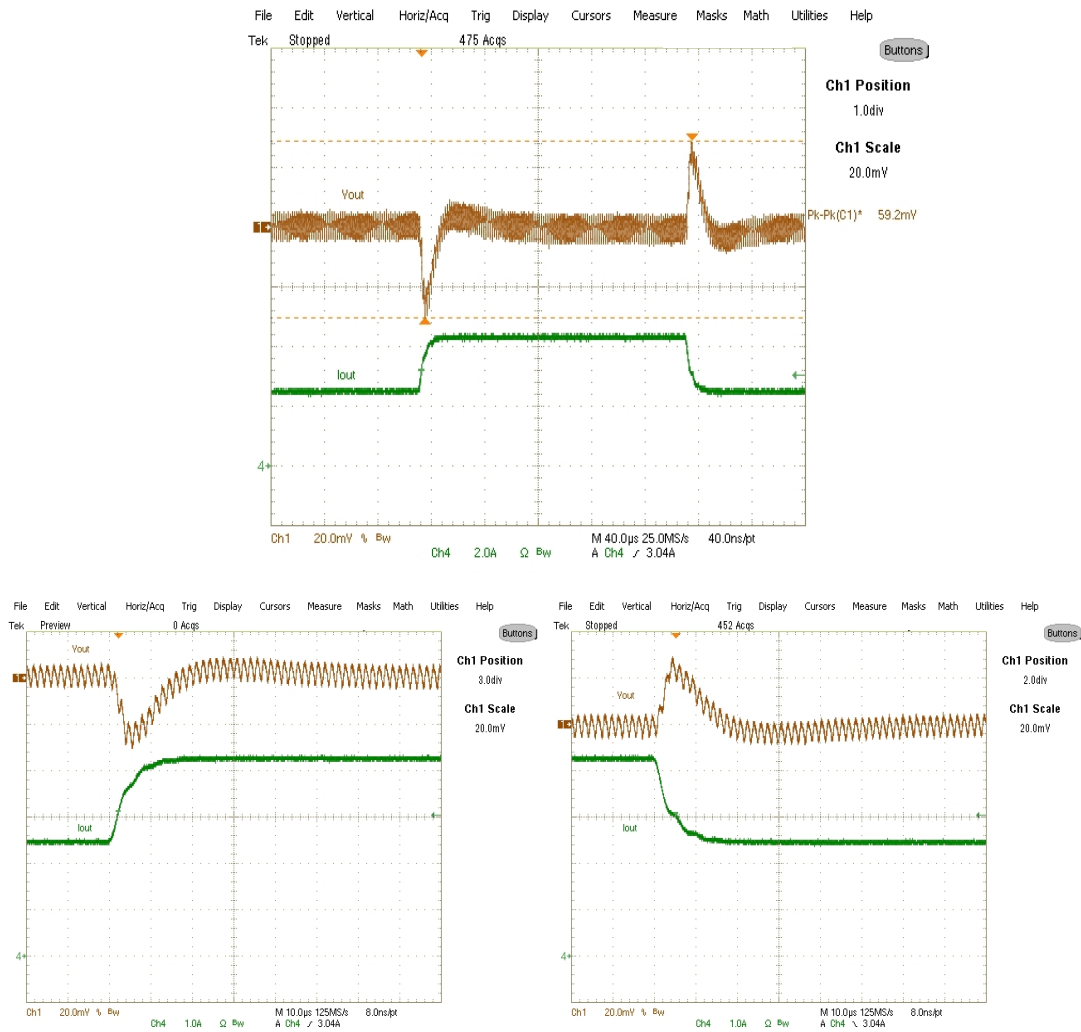 File Edit Vertical Horiz/Acq Trig Display Cursors Measure Masks Math Utilities Help
Tek Stopped 475 Acqs
Buttons
Ch1 Position
1.0div
Ch1 Scale
20.0mV
Vout
1
Pk-Pk(C1)* 59.2mV
Iout
4
Ch1 20.0mV % Bw M 40.0µs 25.0MS/s 40.0ns/pt
Ch4 2.0A Ω Bw A Ch4 ∕ 3.04A
File Edit Vertical Horiz/Acq Trig Display Cursors Measure Masks Math Utilities Help
Tek Preview 0 Acqs
Buttons
Vout
Ch1 Position
3.0div
1
Ch1 Scale
20.0mV
Iout
4
Ch1 20.0mV % Bw M 10.0µs 125MS/s 8.0ns/pt
Ch4 1.0A Ω Bw A Ch4 ∖ 3.04A
File Edit Vertical Horiz/Acq Trig Display Cursors Measure Masks Math Utilities Help
Tek Stopped 452 Acqs
Buttons
Ch1 Position
2.0div
Vout
Ch1 Scale
1
20.0mV
Iout
4
Ch1 20.0mV % Bw M 10.0µs 125MS/s 8.0ns/pt
Ch4 1.0A Ω Bw A Ch4 ∖ 3.04A